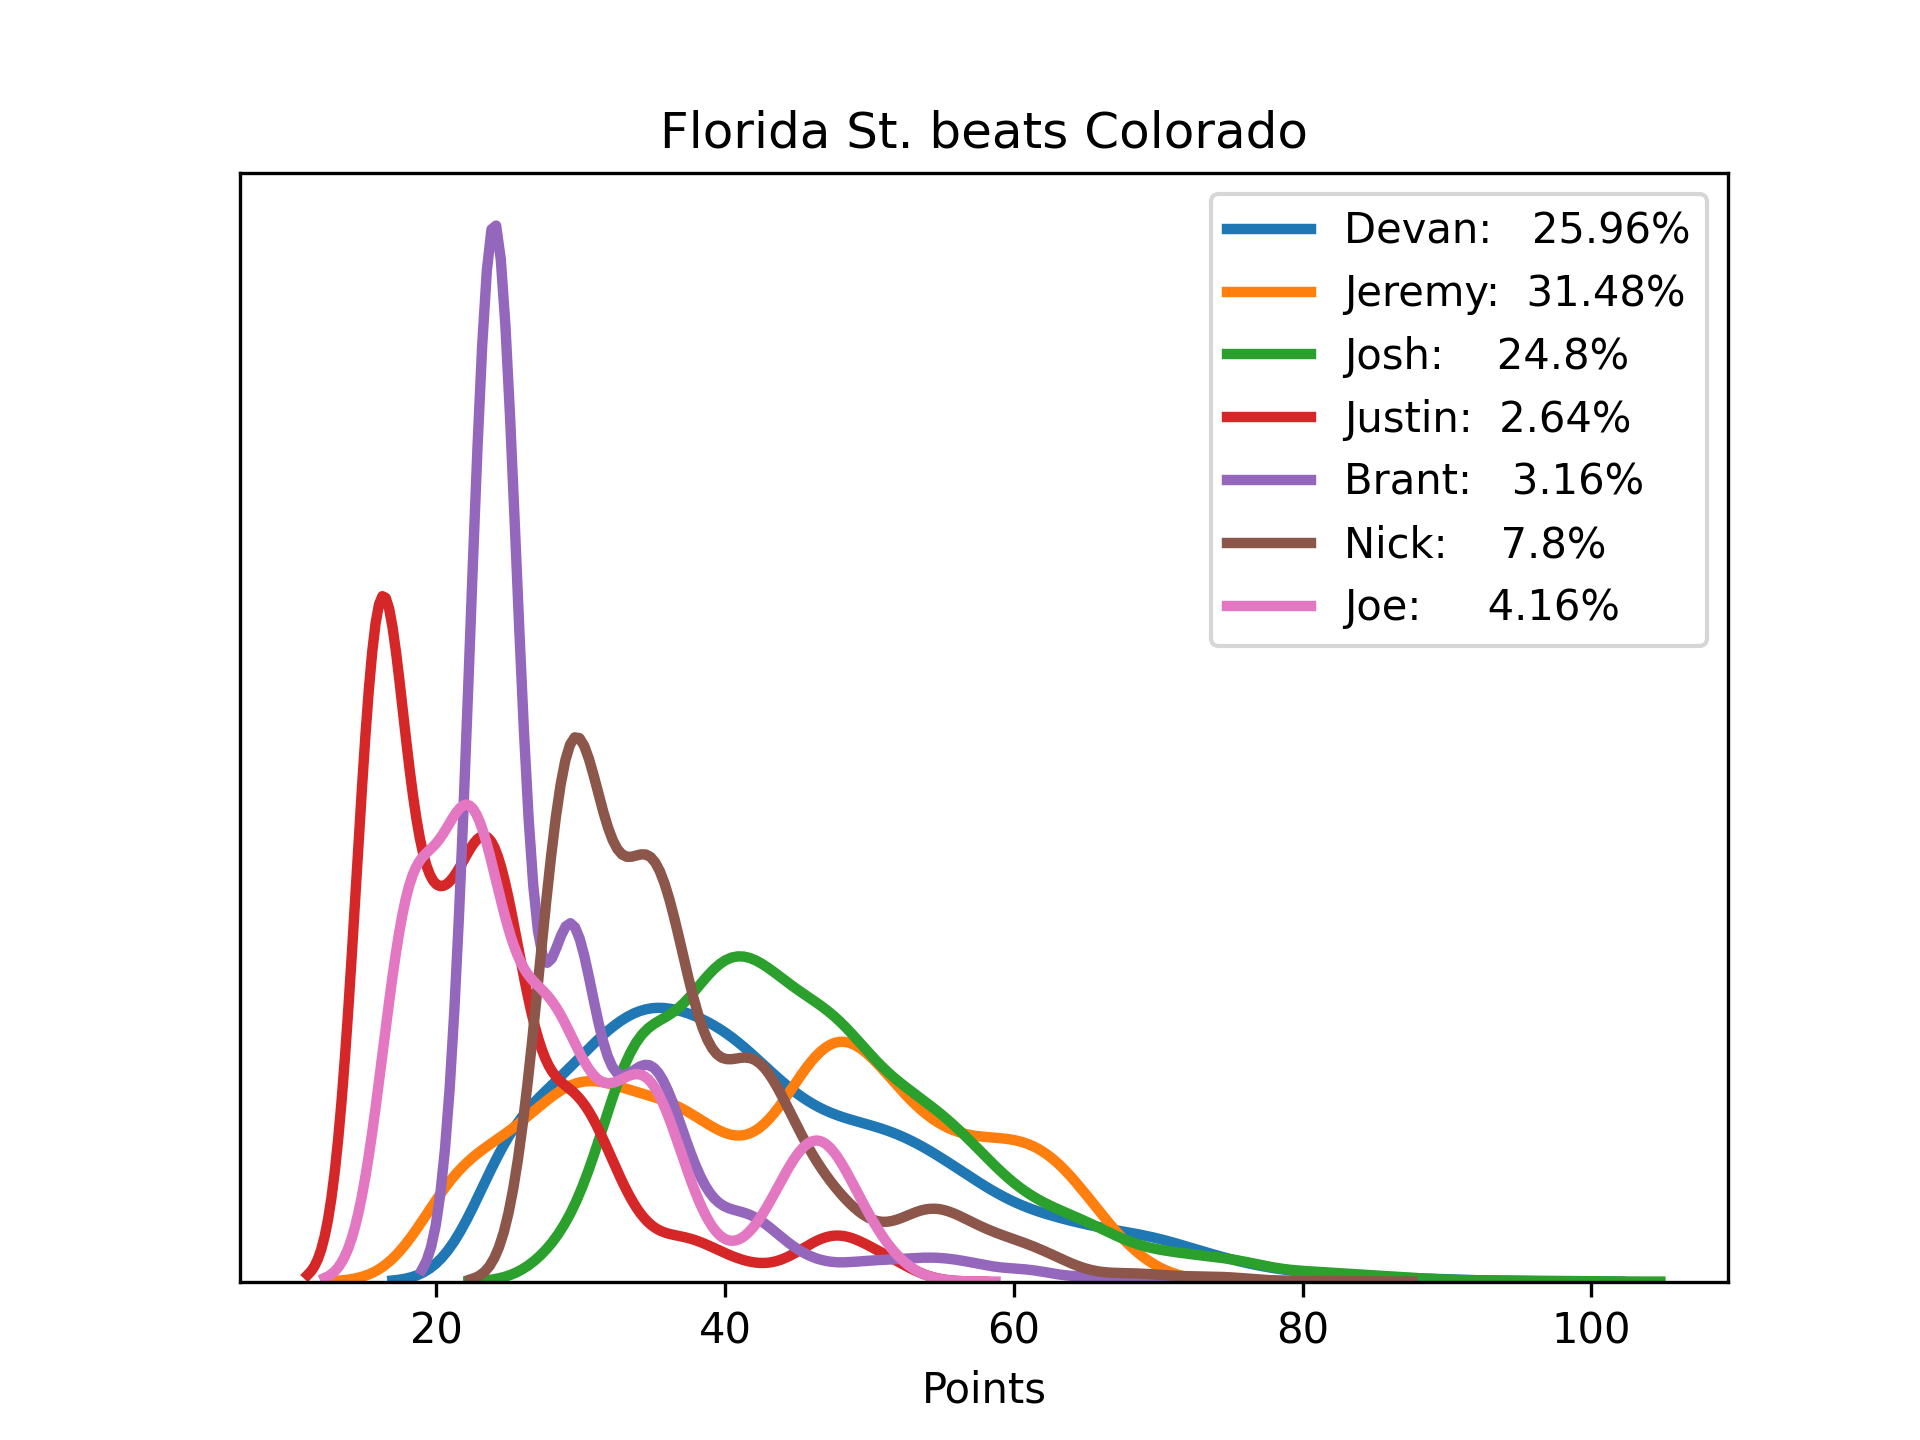 Florida St. beats Colorado
Devan: 25.96%
Jeremy: 31.48%
Josh: 24.8%
Justin: 2.64%
Brant: 3.16%
Nick: 7.8%
Joe: 4.16%
20 40 60 80 100
Points